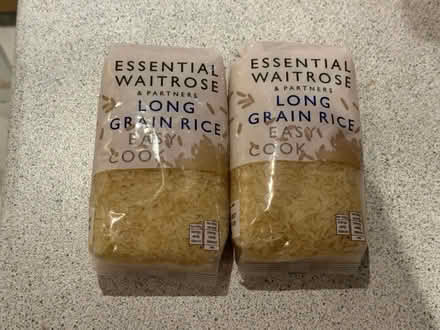 ESSENTIAL
WAITROSE
& PARTNERS
LONG
GRAIN RICE
EASY
COOK
ESSENTIAL
WAITROSE
& PARTNERS
LONG
GRAIN RICE
EASY
COOK